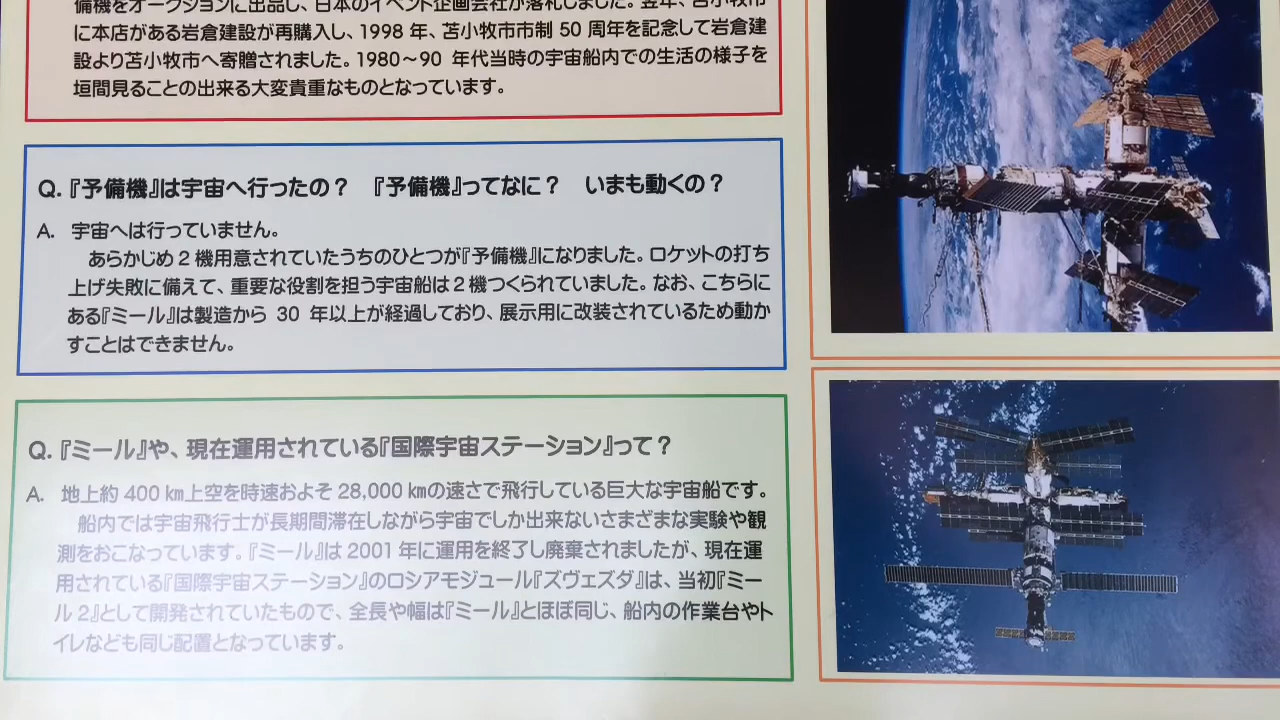 備機をオークションに出品し、日本のイベント企画会社が落札しました。翌年、苫小牧市
に本店がある岩倉建設が再購入し、1998 年、苫小牧市市制 50 周年を記念して岩倉建
設より苫小牧市へ寄贈されました。1980～90 年代当時の宇宙船内での生活の様子を
垣間見ることの出来る大変貴重なものとなっています。
Q.『予備機』は宇宙へ行ったの？ 『予備機』ってなに？ いまも動くの？
A. 宇宙へは行っていません。
あらかじめ 2 機用意されていたうちのひとつが『予備機』になりました。ロケットの打ち
上げ失敗に備えて、重要な役割を担う宇宙船は 2 機つくられていました。なお、こちらに
ある『ミール』は製造から 30 年以上が経過しており、展示用に改装されているため動か
すことはできません。
Q.『ミール』や、現在運用されている『国際宇宙ステーション』って？
A. 地上約 400 ㎞上空を時速およそ 28,000 ㎞の速さで飛行している巨大な宇宙船です。
船内では宇宙飛行士が長期間滞在しながら宇宙でしか出来ないさまざまな実験や観
測をおこなっています。『ミール』は 2001 年に運用を終了し廃棄されましたが、現在運
用されている『国際宇宙ステーション』のロシアモジュール『ズヴェズダ』は、当初『ミー
ル 2』として開発されていたもので、全長や幅は『ミール』とほぼ同じ、船内の作業台やト
イレなども同じ配置となっています。